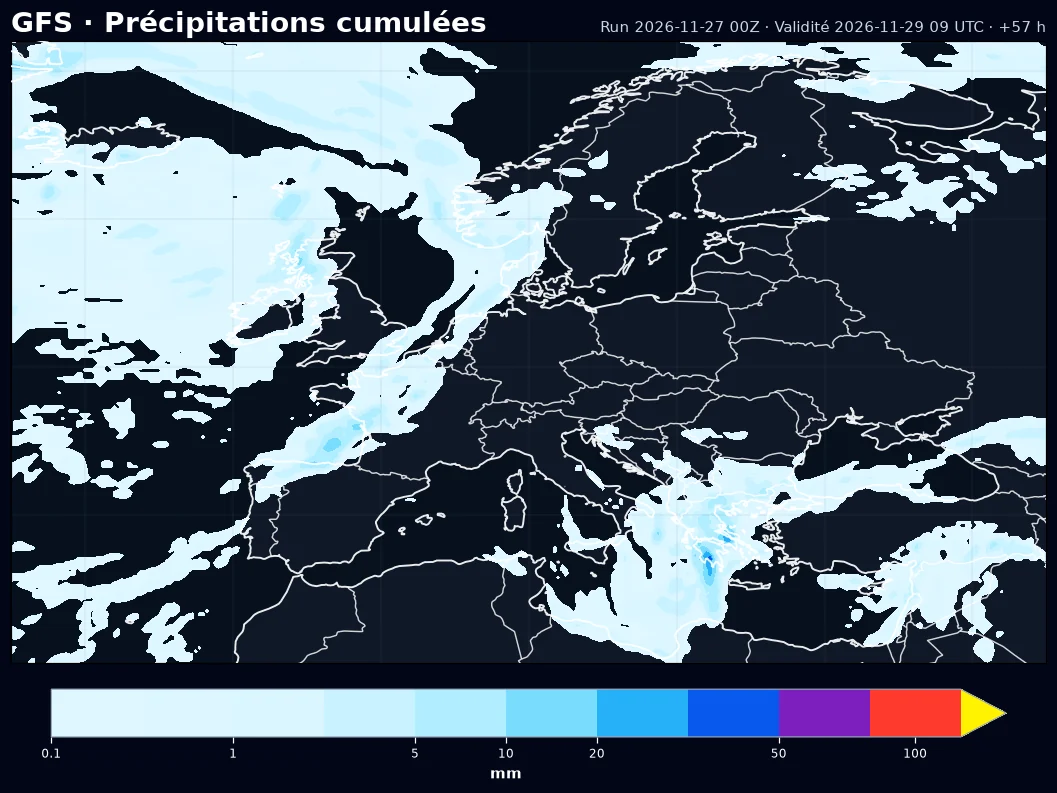 GFS · Précipitations cumulées
Run 2026-11-27 00Z · Validité 2026-11-29 09 UTC · +57 h
0.1 1 5 10 20 50 100
mm